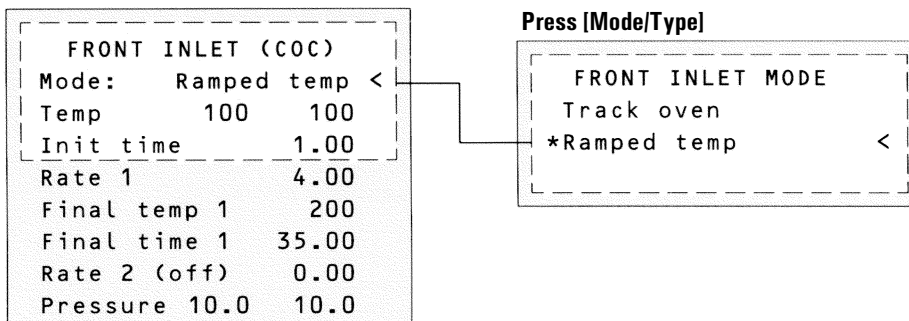 FRONT INLET (COC)
Mode: Ramped temp <
Temp 100 100
Init time 1.00
Rate 1 4.00
Final temp 1 200
Final time 1 35.00
Rate 2 (off) 0.00
Pressure 10.0 10.0
Press [Mode/Type]
FRONT INLET MODE
Track oven
*Ramped temp <